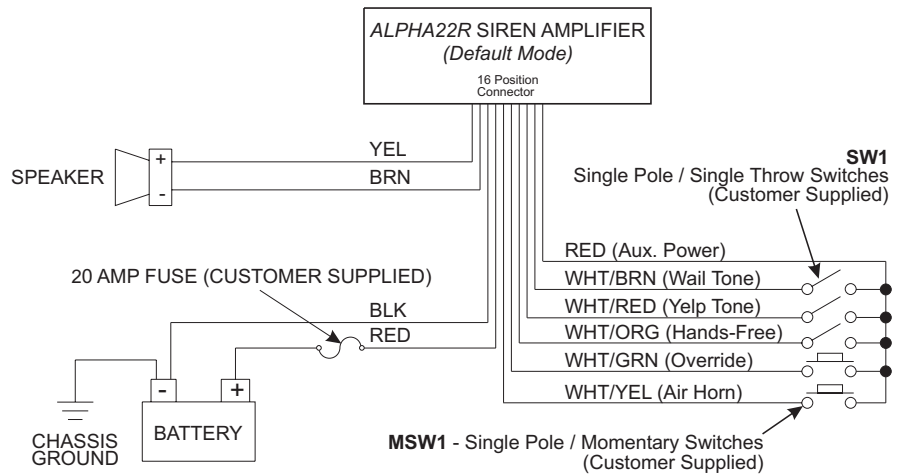 ALPHA22R SIREN AMPLIFIER
(Default Mode)
16 Position
Connector
YEL
BRN
SPEAKER
+
-
SW1
Single Pole / Single Throw Switches
(Customer Supplied)
RED (Aux. Power)
20 AMP FUSE (CUSTOMER SUPPLIED)
WHT/BRN (Wail Tone)
WHT/RED (Yelp Tone)
BLK
RED
WHT/ORG (Hands-Free)
WHT/GRN (Override)
WHT/YEL (Air Horn)
-
+
BATTERY
CHASSIS
GROUND
MSW1 - Single Pole / Momentary Switches
(Customer Supplied)